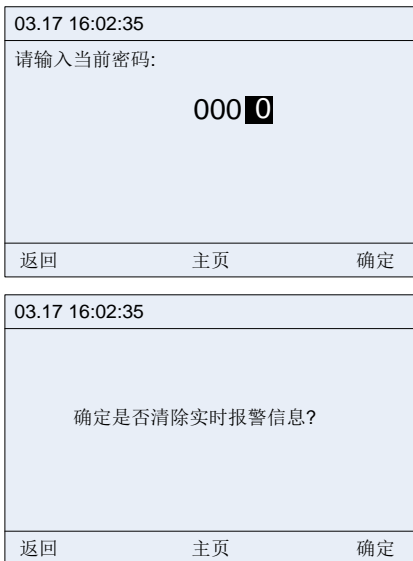 03.17 16:02:35
请输入当前密码:
0000
返回 主页 确定
03.17 16:02:35
确定是否清除实时报警信息?
返回 主页 确定